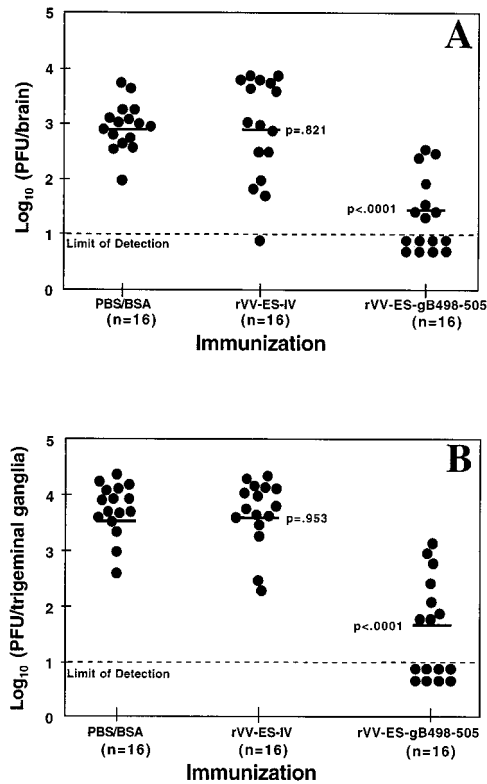 A
5
4
3
2
1
0
Log10 (PFU/brain)
p=.821
p<.0001
Limit of Detection
PBS/BSA rVV-ES-IV rVV-ES-gB498-505
(n=16) (n=16) (n=16)
Immunization
B
5
4
3
2
1
0
Log10 (PFU/trigeminal ganglia)
p=.953
p<.0001
Limit of Detection
PBS/BSA rVV-ES-IV rVV-ES-gB498-505
(n=16) (n=16) (n=16)
Immunization